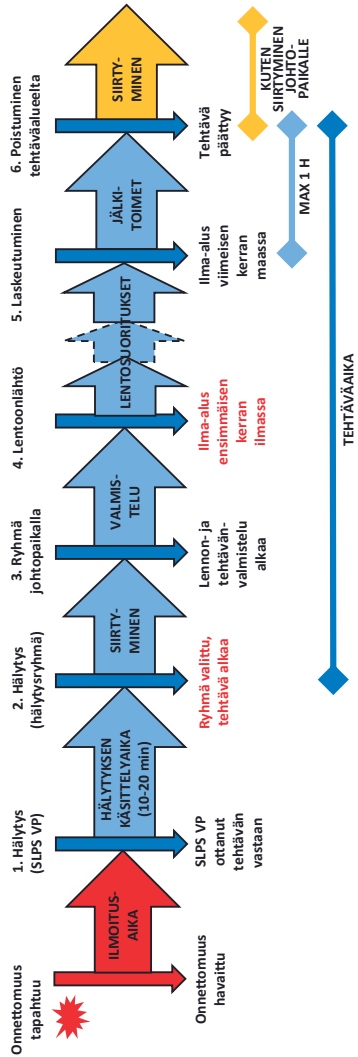 Onnettomuus
tapahtuu
1. Hälytys
(SLPS VP)
2. Hälytys
(hälytysryhmä)
3. Ryhmä
johtopaikalla
4. Lentoonlähtö
5. Laskeutuminen
6. Poistuminen
tehtäväalueelta
ILMOITUS-
AIKA
HÄLYTYKSEN
KÄSITTELYAIKA
(10-20 min)
SIIRTY-
MINEN
VALMIS-
TELU
LENTOSUORITUKSET
JÄLKI-
TOIMET
SIIRTY-
MINEN
Onnettomuus
havaittu
SLPS VP
ottanut
tehtävän
vastaan
Ryhmä valittu,
tehtävä alkaa
Lennon- ja
tehtävän-
valmistelu
alkaa
Ilma-alus
ensimmäisen
kerran
ilmassa
Ilma-alus
viimeisen
kerran
maassa
Tehtävä
päättyy
KUTEN
SIIRTYMINEN
JOHTO-
PAIKALLE
MAX 1 H
TEHTÄVÄAIKA